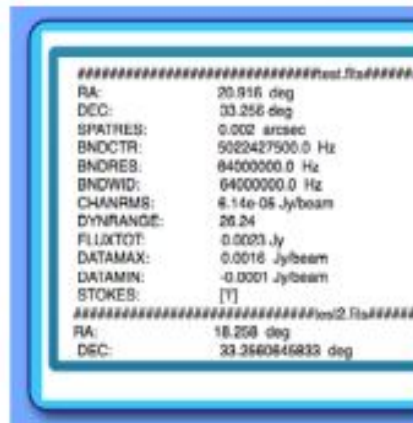 ##############################test.fits######
RA: 20.916 deg
DEC: 33.256 deg
SPATRES: 0.002 arcsec
BNDCTR: 5022427500.0 Hz
BNDRES: 64000000.0 Hz
BNDWID: 64000000.0 Hz
CHANRMS: 6.14e-05 Jy/beam
DYNRANGE: 26.24
FLUXTOT: 0.0023 Jy
DATAMAX: 0.0016 Jy/beam
DATAMIN: -0.0001 Jy/beam
STOKES:
##############################test2.fits######
RA: 18.258 deg
DEC: 33.2560645833 deg